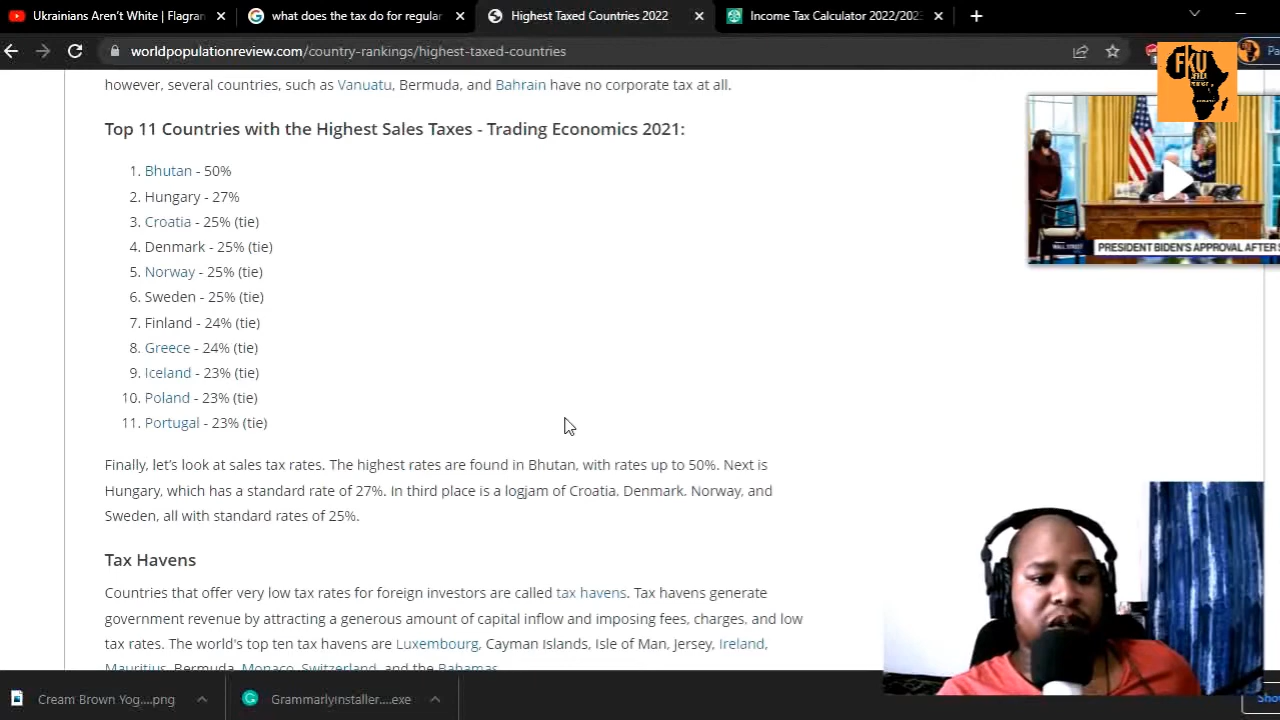 Ukrainians Aren't White | Flagran
what does the tax do for regular
Highest Taxed Countries 2022
Income Tax Calculator 2022/202
worldpopulationreview.com/country-rankings/highest-taxed-countries
Pa
FKU
however, several countries, such as Vanuatu, Bermuda, and Bahrain have no corporate tax at all.
Top 11 Countries with the Highest Sales Taxes - Trading Economics 2021:
1. Bhutan - 50%
2. Hungary - 27%
3. Croatia - 25% (tie)
4. Denmark - 25% (tie)
5. Norway - 25% (tie)
6. Sweden - 25% (tie)
7. Finland - 24% (tie)
8. Greece - 24% (tie)
9. Iceland - 23% (tie)
10. Poland - 23% (tie)
11. Portugal - 23% (tie)
PRESIDENT BIDEN'S APPROVAL AFTER
Finally, let's look at sales tax rates. The highest rates are found in Bhutan, with rates up to 50%. Next is
Hungary, which has a standard rate of 27%. In third place is a logjam of Croatia, Denmark, Norway, and
Sweden, all with standard rates of 25%.
Tax Havens
Countries that offer very low tax rates for foreign investors are called tax havens. Tax havens generate
government revenue by attracting a generous amount of capital inflow and imposing fees, charges, and low
tax rates. The world's top ten tax havens are Luxembourg, Cayman Islands, Isle of Man, Jersey, Ireland,
Mauritius, Bermuda, Monaco, Switzerland, and the Bahamas.
Cream Brown Yog....png
GrammarlyInstaller....exe
Sho